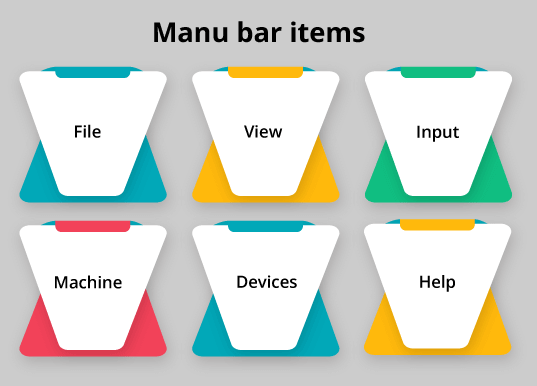 Manu bar items
File
View
Input
Machine
Devices
Help